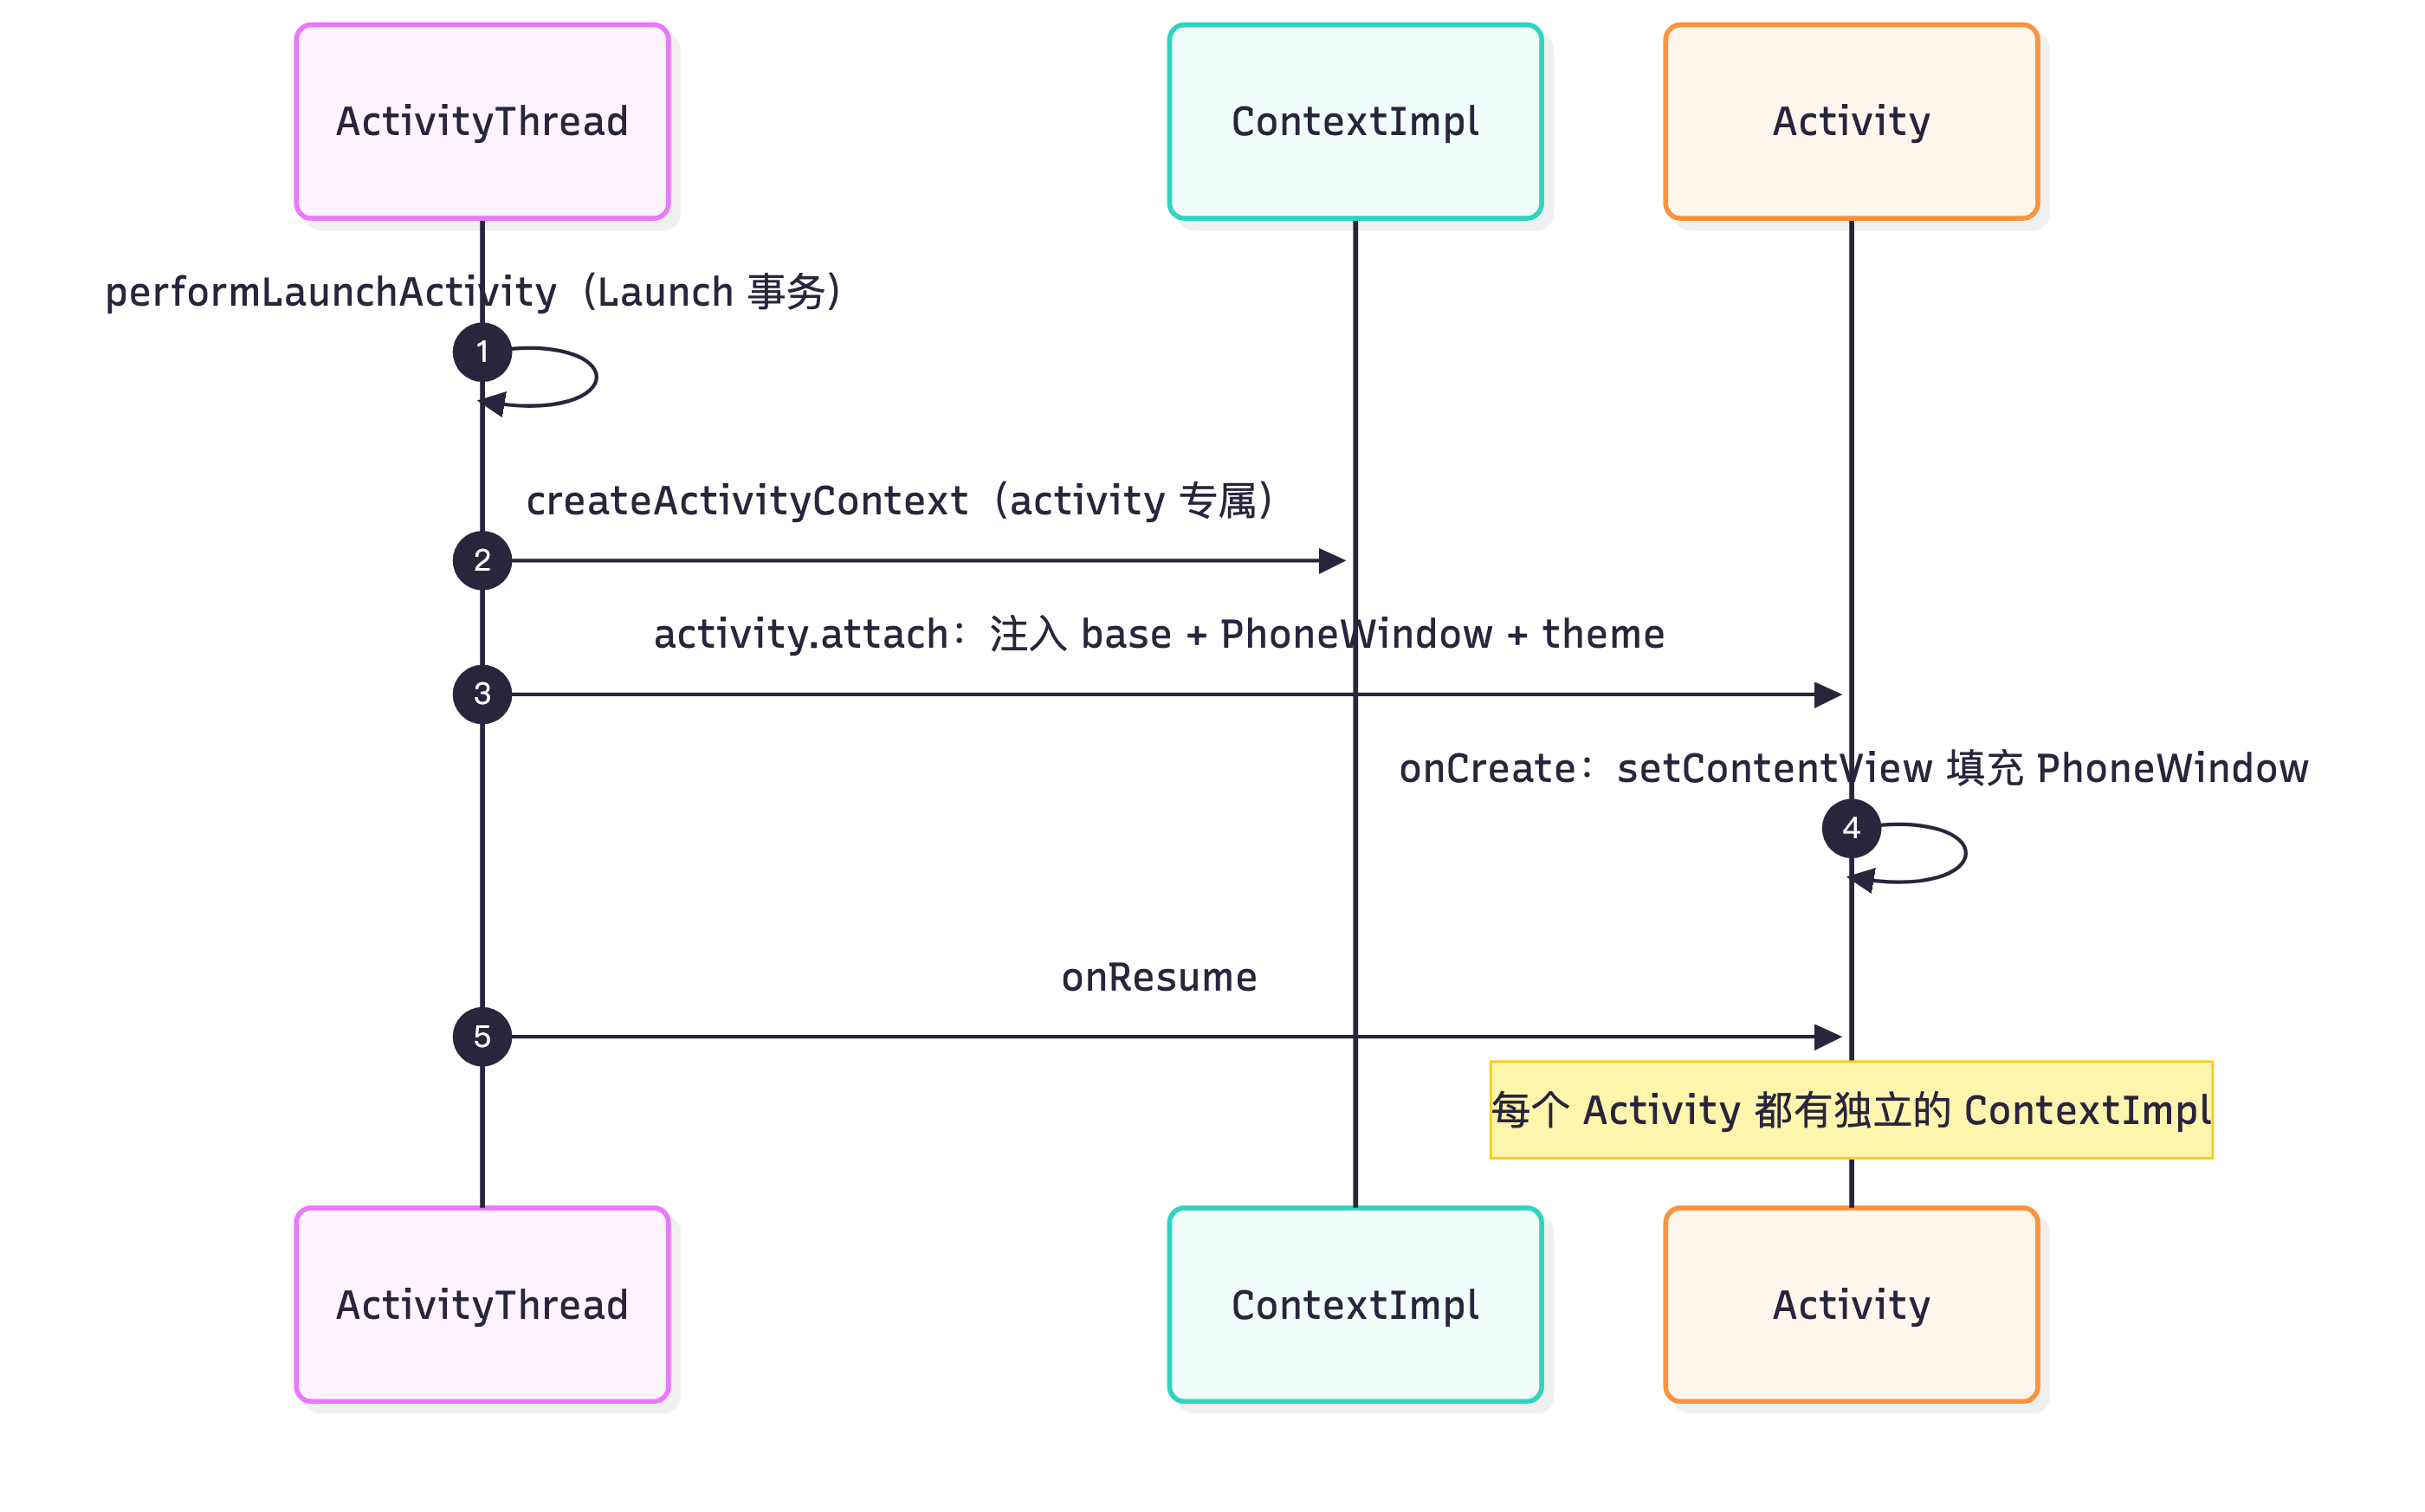 ActivityThread
ContextImpl
Activity
performLaunchActivity（Launch 事务）
1
createActivityContext（activity 专属）
2
activity.attach：注入 base + PhoneWindow + theme
3
onCreate：setContentView 填充 PhoneWindow
4
onResume
5
每个 Activity 都有独立的 ContextImpl
ActivityThread
ContextImpl
Activity